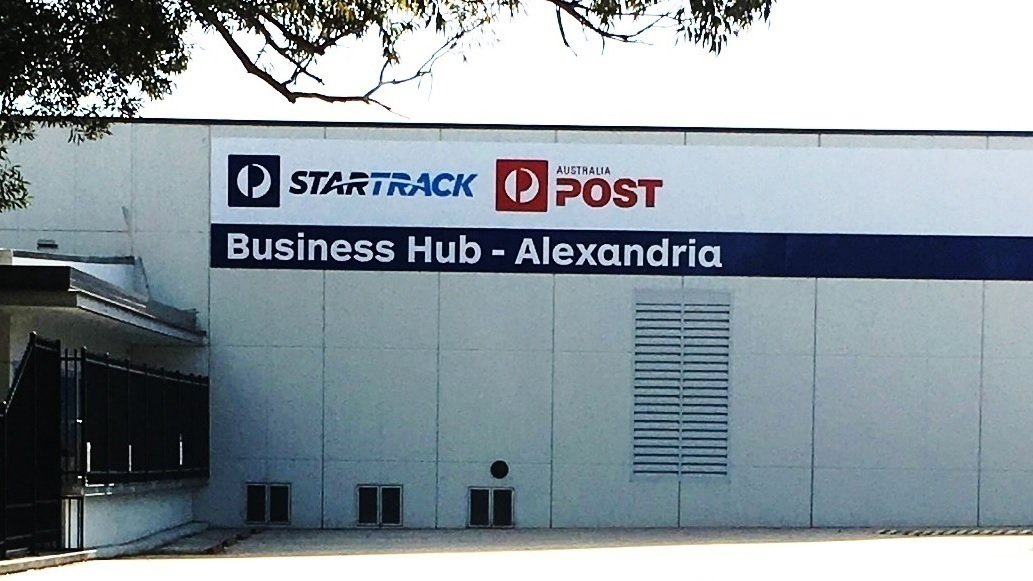 STARTRACK
AUSTRALIA
POST
Business Hub - Alexandria